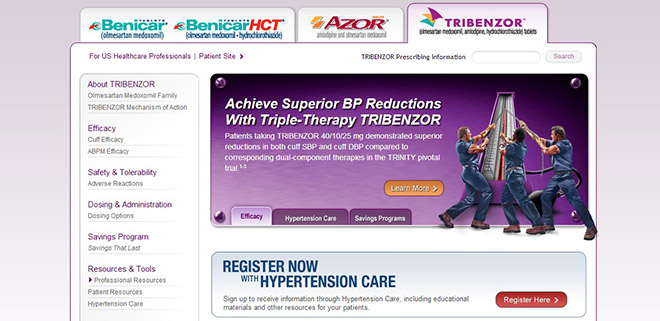 Benicar BenicarHCT AZOR TRIBENZOR
(olmesartan medoxomil) (olmesartan medoxomil • hydrochlorothiazide) amlodipine and olmesartan medoxomil (olmesartan medoxomil, amlodipine, hydrochlorothiazide) tablets
For US Healthcare Professionals | Patient Site > TRIBENZOR Prescribing Information Search
About TRIBENZOR
Olmesartan Medoxomil Family
TRIBENZOR Mechanism of Action
Efficacy
Cuff Efficacy
ABPM Efficacy
Safety & Tolerability
Adverse Reactions
Dosing & Administration
Dosing Options
Savings Program
Savings That Last
Resources & Tools
Professional Resources
Patient Resources
Hypertension Care
Achieve Superior BP Reductions
With Triple-Therapy TRIBENZOR
Patients taking TRIBENZOR 40/10/25 mg demonstrated superior
reductions in both cuff SBP and cuff DBP compared to
corresponding dual-component therapies in the TRINITY pivotal
trial.
Learn More >
Efficacy Hypertension Care Savings Programs
REGISTER NOW
WITH HYPERTENSION CARE
Sign up to receive information through Hypertension Care, including educational
materials and other resources for your patients.
Register Here >